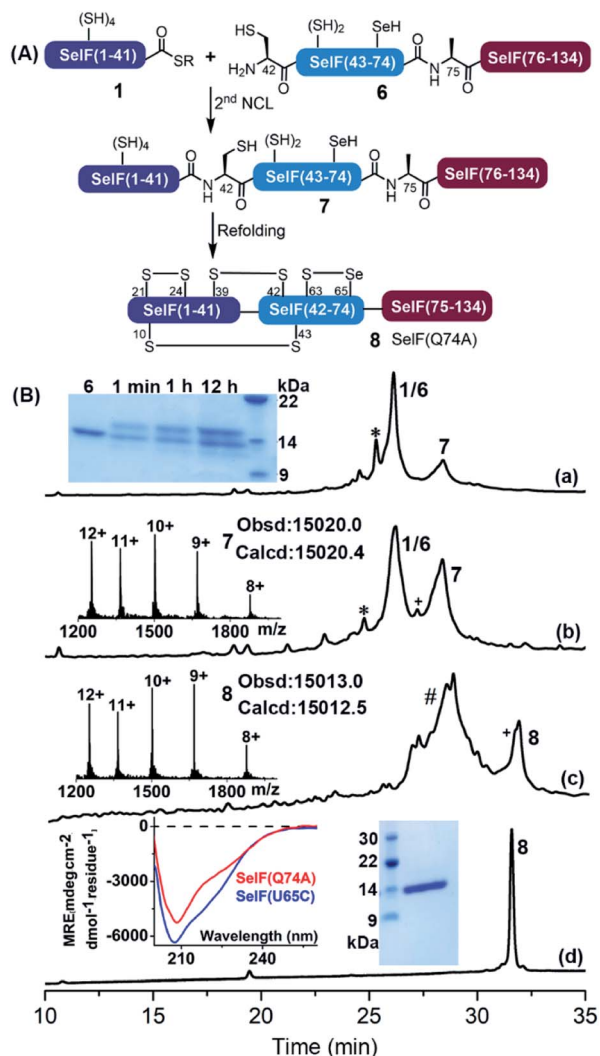 (A)
(SH)4
SelF(1-41)
O
SR
1
+
HS
H2N
42
O
(SH)2
SeH
SelF(43-74)
O
N
H
75
O
SelF(76-134)
6
2nd NCL
(SH)4
SelF(1-41)
O
N
H
SH
42
O
(SH)2
SeH
SelF(43-74)
O
N
H
75
O
SelF(76-134)
7
Refolding
S S S S S Se
21 24 39 42 63 65
SelF(1-41)
SelF(42-74)
SelF(75-134)
10 43
S S
8 SelF(Q74A)
(B)
6 1 min 1 h 12 h kDa
22
14
9
* 1/6 7 (a)
12+ 11+ 10+ 9+ 8+
7 Obsd:15020.0
Calcd:15020.4
1200 1500 1800 m/z
* 1/6 + 7 (b)
12+ 11+ 10+ 9+ 8+
8 Obsd:15013.0
Calcd:15012.5
1200 1500 1800 m/z
# + 8 (c)
MRE, mdegcm-2
dmol-1 residue-1,
0
-3000
-6000
SelF(Q74A)
SelF(U65C)
Wavelength (nm)
210 240
30
22
14
9
kDa
8
(d)
10 15 20 25 30 35
Time (min)